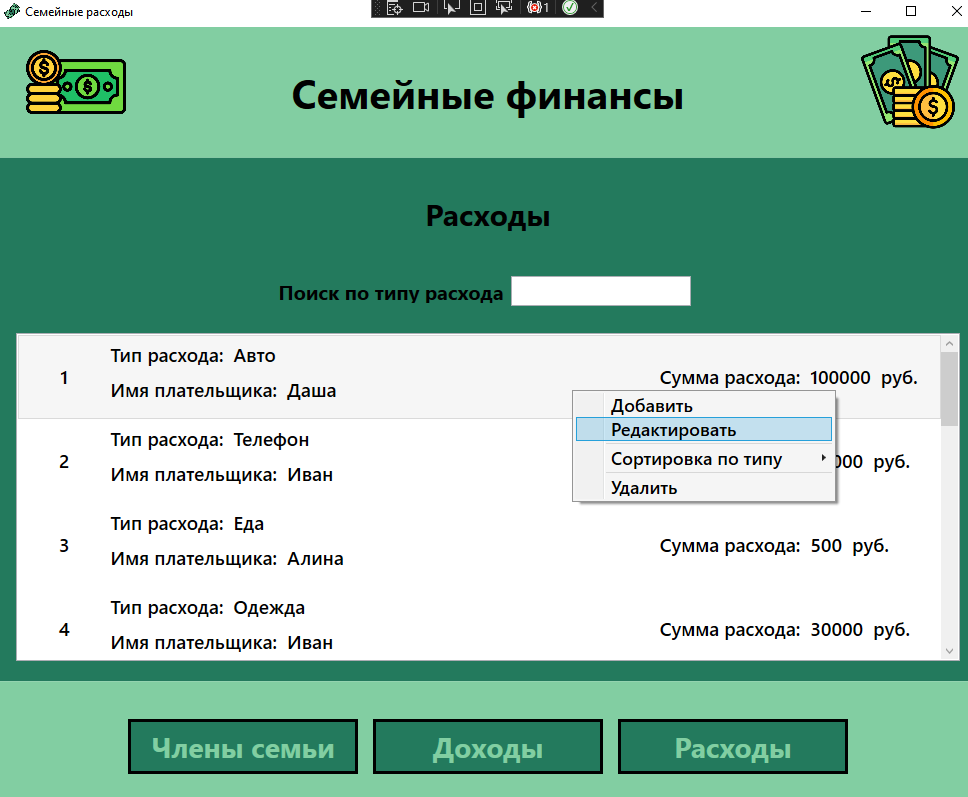 Семейные расходы
1
Семейные финансы
Расходы
Поиск по типу расхода
Тип расхода: Авто
1
Имя плательщика: Даша
Сумма расхода: 100000 руб.
Добавить
Редактировать
Сортировка по типу
Удалить
Тип расхода: Телефон
2
Имя плательщика: Иван
000 руб.
Тип расхода: Еда
3
Имя плательщика: Алина
Сумма расхода: 500 руб.
Тип расхода: Одежда
4
Имя плательщика: Иван
Сумма расхода: 30000 руб.
Члены семьи
Доходы
Расходы